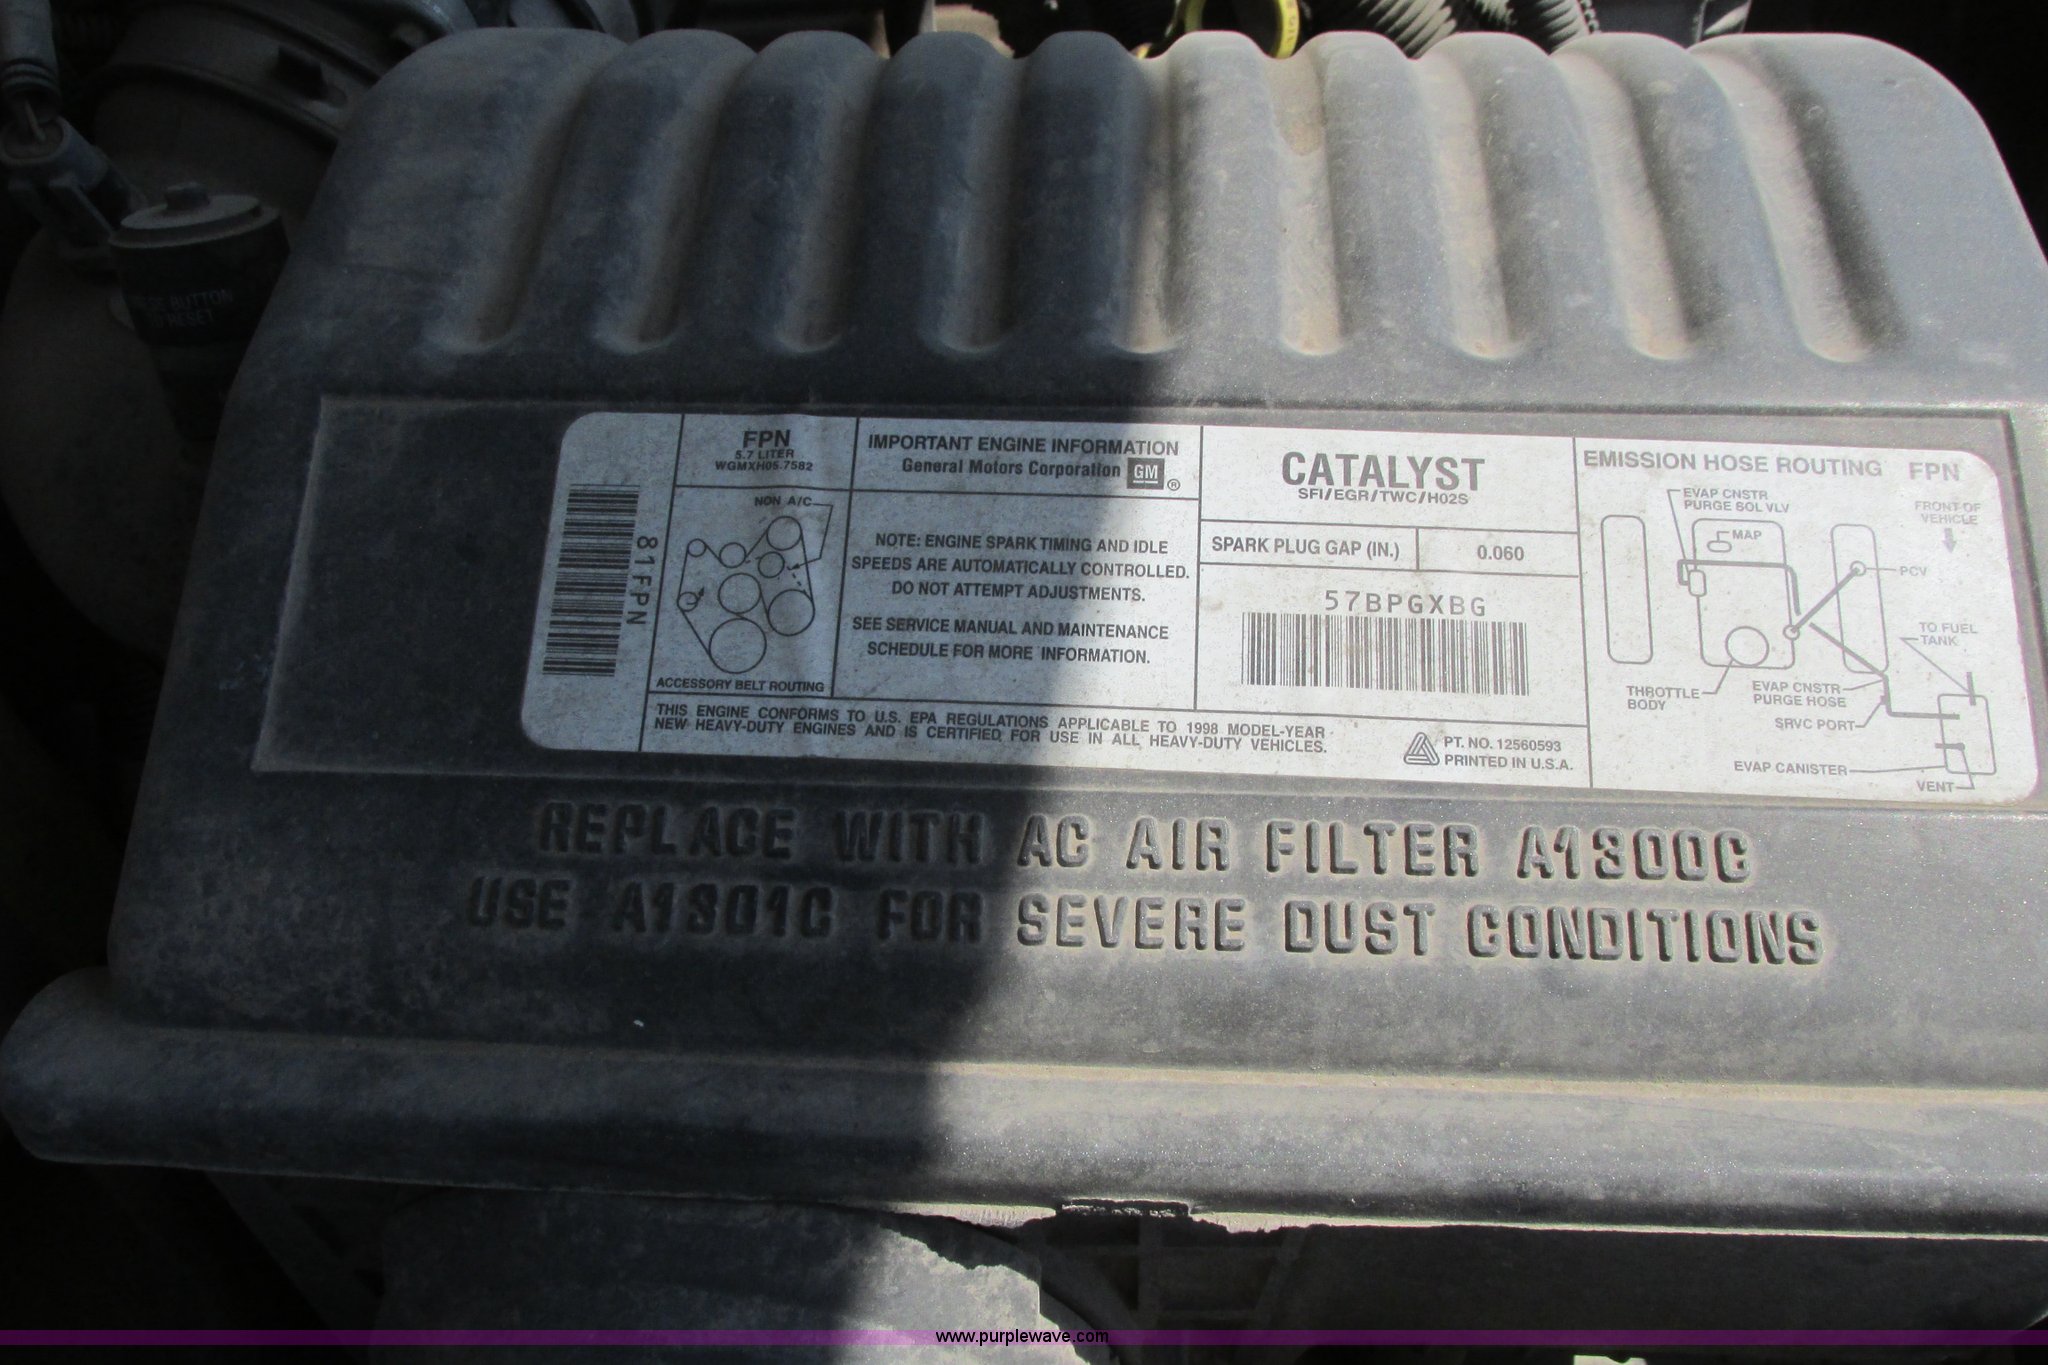 RELEASE BUTTON
TO RESET
81FPN
FPN
5.7 LITER
WGMXH05.7582
NON A/C
ACCESSORY BELT ROUTING
IMPORTANT ENGINE INFORMATION
General Motors Corporation GM ®
NOTE: ENGINE SPARK TIMING AND IDLE
SPEEDS ARE AUTOMATICALLY CONTROLLED.
DO NOT ATTEMPT ADJUSTMENTS.
SEE SERVICE MANUAL AND MAINTENANCE
SCHEDULE FOR MORE INFORMATION.
CATALYST
SFI/EGR/TWC/HO2S
SPARK PLUG GAP (IN.) 0.060
57BPGXBG
THIS ENGINE CONFORMS TO U.S. EPA REGULATIONS APPLICABLE TO 1998 MODEL-YEAR
NEW HEAVY-DUTY ENGINES AND IS CERTIFIED FOR USE IN ALL HEAVY-DUTY VEHICLES.
PT. NO. 12560593
PRINTED IN U.S.A.
EMISSION HOSE ROUTING FPN
EVAP CNSTR
PURGE SOL VLV
MAP
FRONT OF
VEHICLE
PCV
TO FUEL
TANK
THROTTLE
BODY
EVAP CNSTR
PURGE HOSE
SRVC PORT
EVAP CANISTER
VENT
REPLACE WITH AC AIR FILTER A1300C
USE A1301C FOR SEVERE DUST CONDITIONS
www.purplewave.com